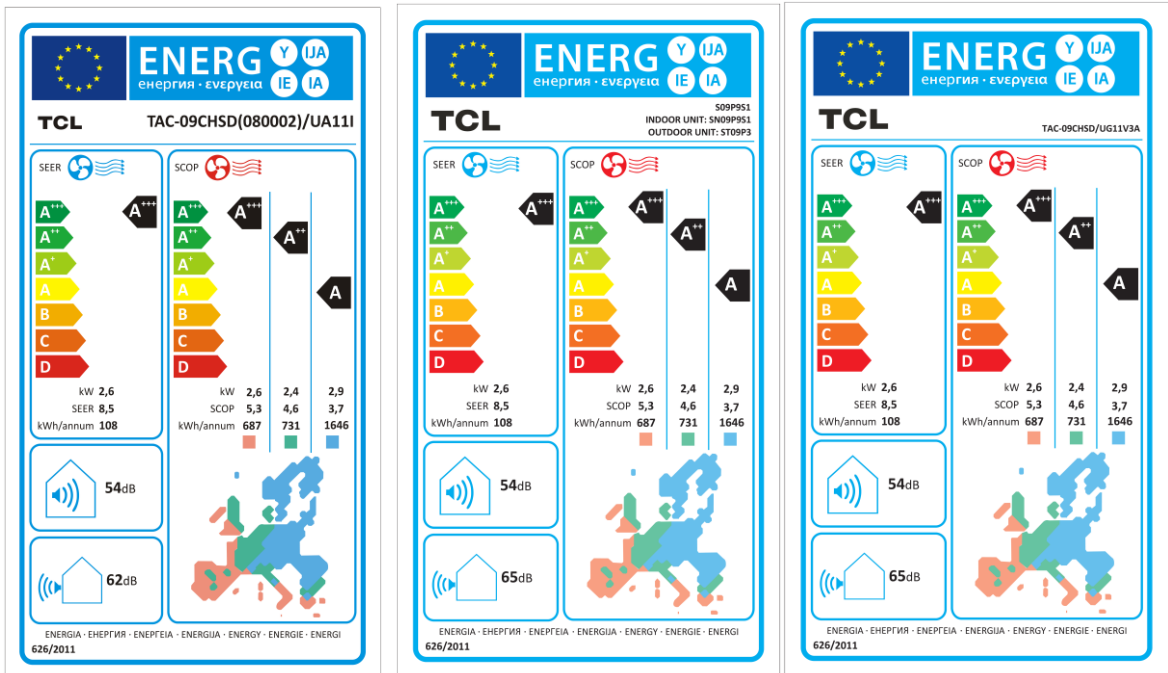 ENERG Y IJA
енергия · ενεργεια IE IA
TCL TAC-09CHSD(080002)/UA11I
SEER SCOP
A+++ A+++ A+++ A+++
A++ A++ A++
A+ A+
A A A
B B
C C
D D
kW 2,6 kW 2,6 2,4 2,9
SEER 8,5 SCOP 5,3 4,6 3,7
kWh/annum 108 kWh/annum 687 731 1646
54dB
62dB
ENERGIA · ЕНЕРГИЯ · ΕΝΕΡΓΕΙΑ · ENERGIJA · ENERGY · ENERGIE · ENERGI
626/2011
ENERG Y IJA
енергия · ενεργεια IE IA
S09P9S1
TCL INDOOR UNIT: SN09P9S1
OUTDOOR UNIT: ST09P3
SEER SCOP
A+++ A+++ A+++ A+++
A++ A++ A++
A+ A+
A A A
B B
C C
D D
kW 2,6 kW 2,6 2,4 2,9
SEER 8,5 SCOP 5,3 4,6 3,7
kWh/annum 108 kWh/annum 687 731 1646
54dB
65dB
ENERGIA · ЕНЕРГИЯ · ΕΝΕΡΓΕΙΑ · ENERGIJA · ENERGY · ENERGIE · ENERGI
626/2011
ENERG Y IJA
енергия · ενεργεια IE IA
TCL TAC-09CHSD/UG11V3A
SEER SCOP
A+++ A+++ A+++ A+++
A++ A++ A++
A+ A+
A A A
B B
C C
D D
kW 2,6 kW 2,6 2,4 2,9
SEER 8,5 SCOP 5,3 4,6 3,7
kWh/annum 108 kWh/annum 687 731 1646
54dB
65dB
ENERGIA · ЕНЕРГИЯ · ΕΝΕΡΓΕΙΑ · ENERGIJA · ENERGY · ENERGIE · ENERGI
626/2011